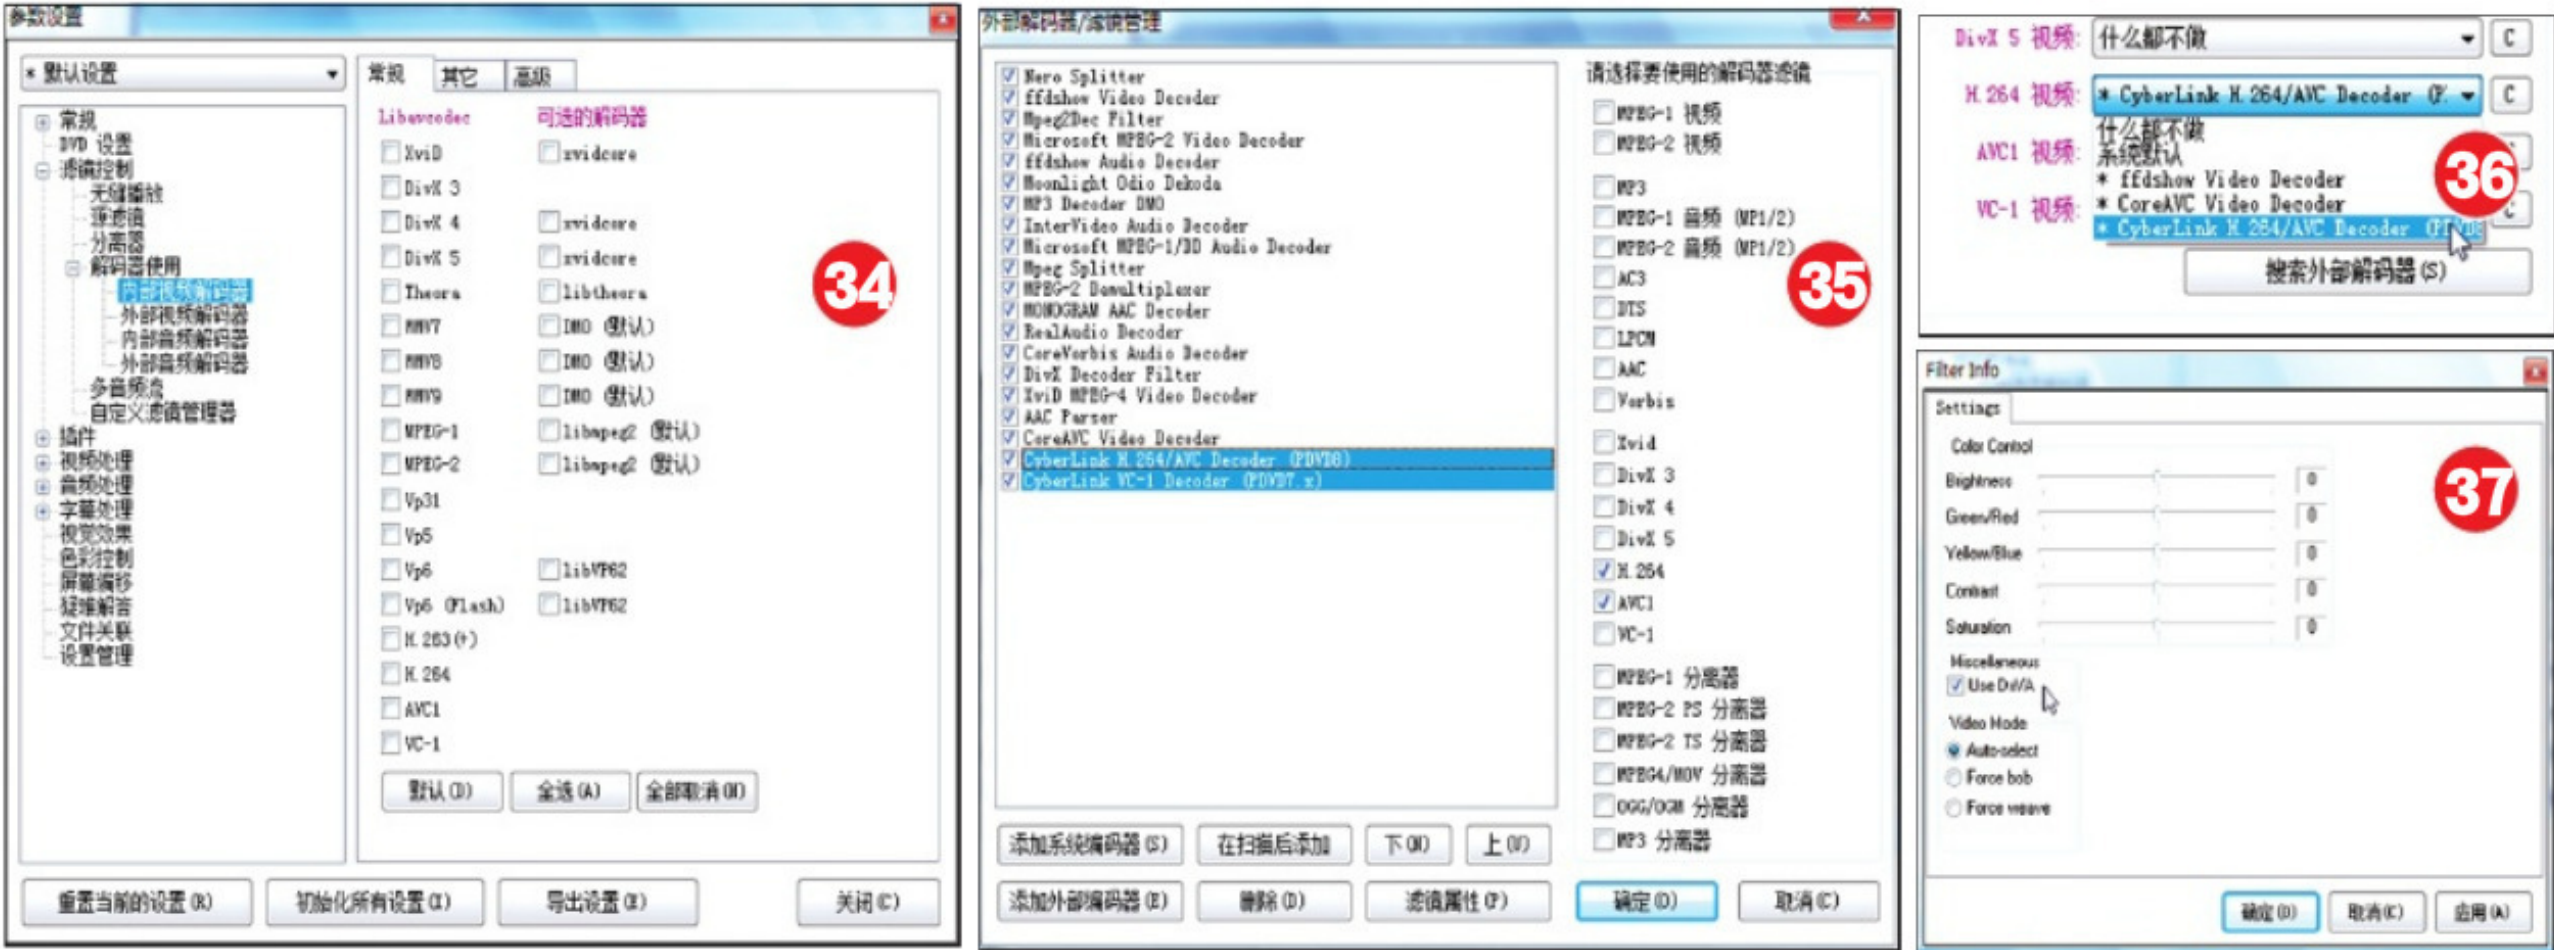 参数设置
* 默认设置
常规
DVD 设置
滤镜控制
无缝播放
源滤镜
分离器
解码器使用
内部视频解码器
外部视频解码器
内部音频解码器
外部音频解码器
多音频流
自定义滤镜管理器
插件
视频处理
音频处理
字幕处理
视觉效果
色彩控制
屏幕偏移
疑难解答
文件关联
设置管理
常规 其它 高级
Libavcodec 可选的解码器
XviD xvidcore
DivX 3
DivX 4 xvidcore
DivX 5 xvidcore
Theora libtheora
WMV7 DMO (默认)
WMV8 DMO (默认)
WMV9 DMO (默认)
MPEG-1 libmpeg2 (默认)
MPEG-2 libmpeg2 (默认)
Vp31
Vp5
Vp6 libVP62
Vp6 (Flash) libVP62
H.263(+)
H.264
AVC1
VC-1
默认(D) 全选(A) 全部取消(N)
重置当前的设置(R) 初始化所有设置(I) 导出设置(E) 关闭(C)
34
外部解码器/滤镜管理
Nero Splitter
ffdshow Video Decoder
Mpeg2Dec Filter
Microsoft MPEG-2 Video Decoder
ffdshow Audio Decoder
Moonlight Odio Dekoda
MP3 Decoder DMO
InterVideo Audio Decoder
Microsoft MPEG-1/DD Audio Decoder
Mpeg Splitter
MPEG-2 Demultiplexer
MONOGRAM AAC Decoder
RealAudio Decoder
CoreVorbis Audio Decoder
DivX Decoder Filter
XviD MPEG-4 Video Decoder
AAC Parser
CoreAVC Video Decoder
CyberLink H.264/AVC Decoder (PDVD8)
CyberLink VC-1 Decoder (PDVD7.x)
请选择要使用的解码器滤镜
MPEG-1 视频
MPEG-2 视频
MP3
MPEG-1 音频 (MP1/2)
MPEG-2 音频 (MP1/2)
AC3
DTS
LPCM
AAC
Vorbis
Xvid
DivX 3
DivX 4
DivX 5
H.264
AVC1
VC-1
MPEG-1 分离器
MPEG-2 PS 分离器
MPEG-2 TS 分离器
MPEG4/MOV 分离器
OGG/OGM 分离器
MP3 分离器
添加系统编码器(S) 在扫描后添加 下(N) 上(U)
添加外部编码器(E) 删除(D) 滤镜属性(P) 确定(O) 取消(C)
35
DivX 5 视频: 什么都不做 C
H.264 视频: * CyberLink H.264/AVC Decoder (P. C
AVC1 视频:
VC-1 视频:
什么都不做
系统默认
* ffdshow Video Decoder
* CoreAVC Video Decoder
* CyberLink H.264/AVC Decoder
搜索外部解码器(S)
36
Filter Info
Settings
Color Control
Brightness 0
Green/Red 0
Yellow/Blue 0
Contrast 0
Saturation 0
Miscellaneous
Use DxVA
Video Mode
Auto-select
Force bob
Force weave
确定(O) 取消(C) 应用(A)
37